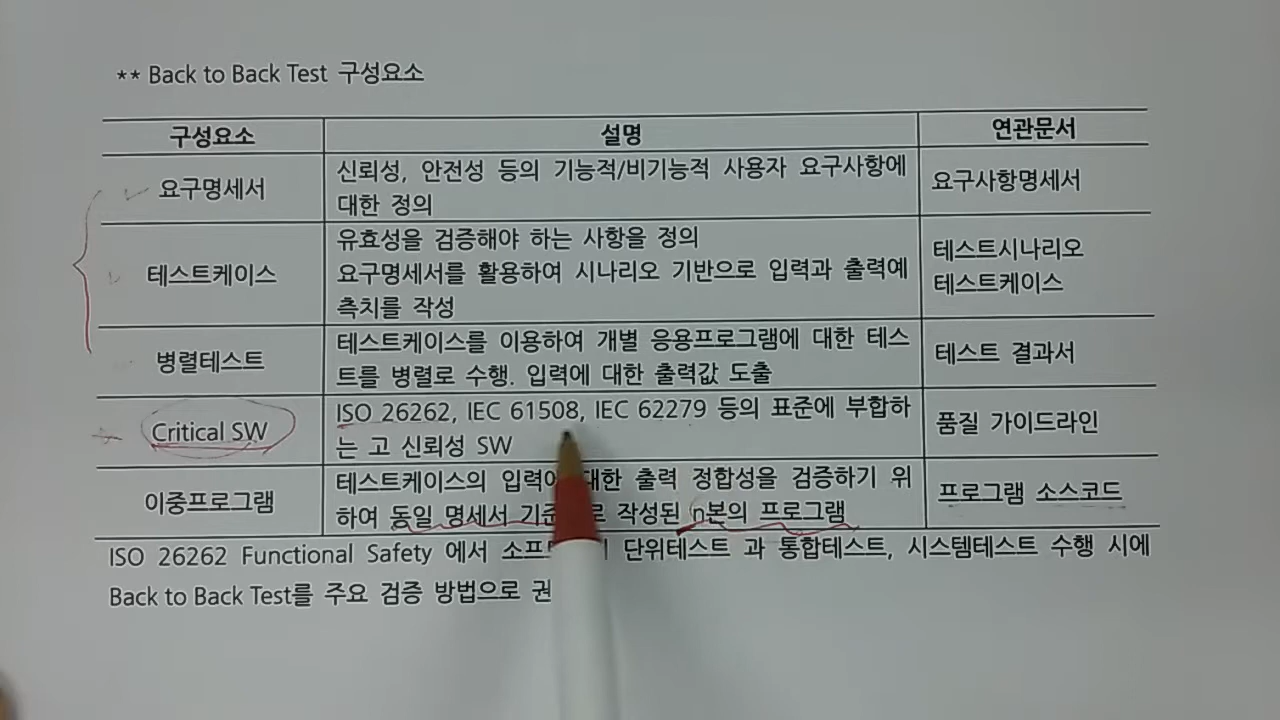 ** Back to Back Test 구성요소
구성요소 설명 연관문서
요구명세서
신뢰성, 안전성 등의 기능적/비기능적 사용자 요구사항에
대한 정의
요구사항명세서
테스트케이스
유효성을 검증해야 하는 사항을 정의
요구명세서를 활용하여 시나리오 기반으로 입력과 출력예
측치를 작성
테스트시나리오
테스트케이스
병렬테스트
테스트케이스를 이용하여 개별 응용프로그램에 대한 테스
트를 병렬로 수행. 입력에 대한 출력값 도출
테스트 결과서
Critical SW
ISO 26262, IEC 61508, IEC 62279 등의 표준에 부합하
는 고 신뢰성 SW
품질 가이드라인
이중프로그램
테스트케이스의 입력에 대한 출력 정합성을 검증하기 위
하여 동일 명세서 기준 작성된 n본의 프로그램
프로그램 소스코드
ISO 26262 Functional Safety 에서 단위테스트 과 통합테스트, 시스템테스트 수행 시에
Back to Back Test를 주요 검증 방법으로